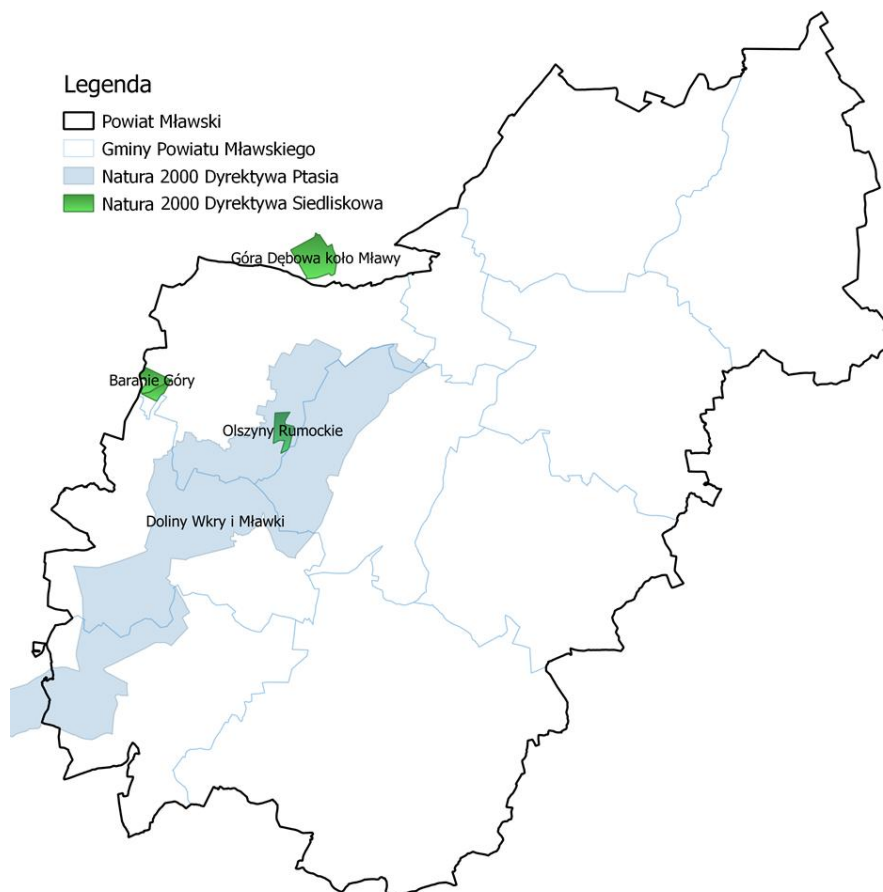 Legenda
Powiat Mławski
Gminy Powiatu Mławskiego
Natura 2000 Dyrektywa Ptasia
Natura 2000 Dyrektywa Siedliskowa
Góra Dębowa koło Mławy
Baranie Góry
Olszyny Rumockie
Doliny Wkry i Mławki